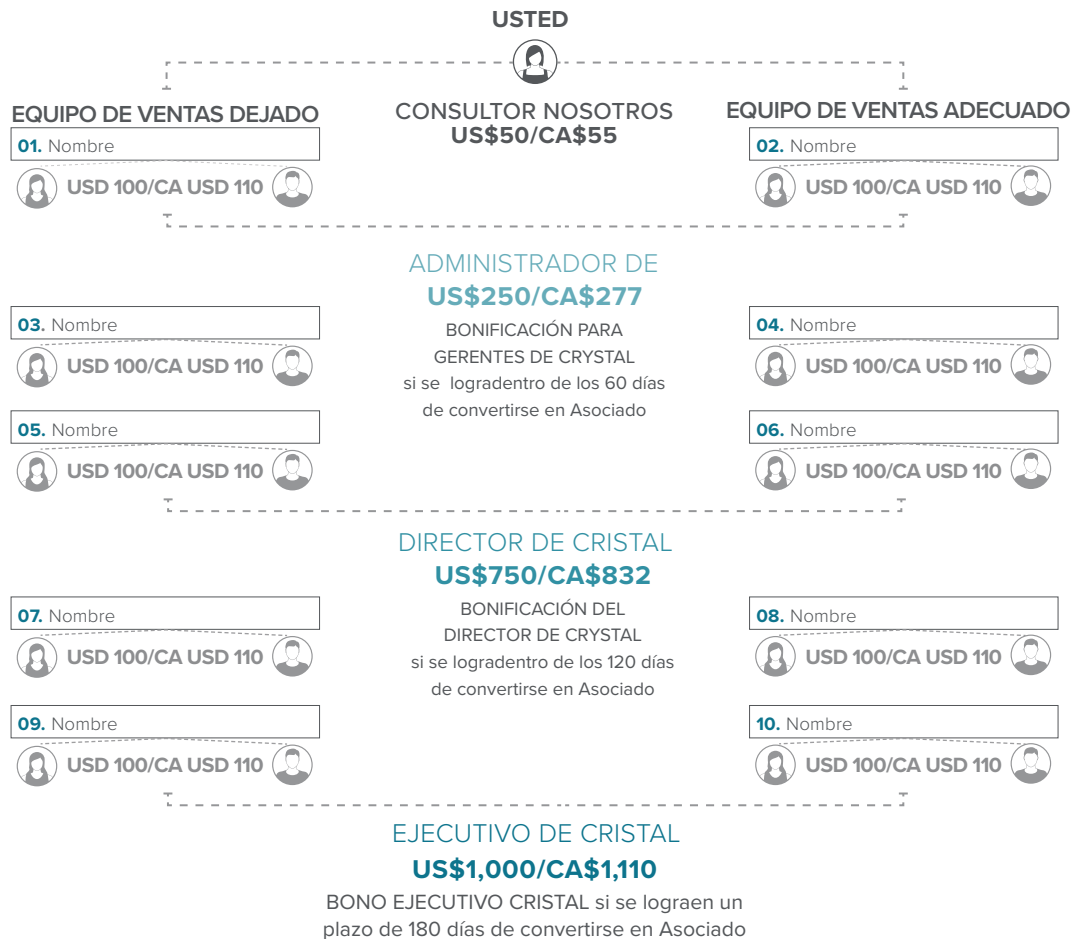 USTED
EQUIPO DE VENTAS DEJADO
CONSULTOR NOSOTROS
US$50/CA$55
EQUIPO DE VENTAS ADECUADO
01. Nombre
02. Nombre
USD 100/CA USD 110
USD 100/CA USD 110
ADMINISTRADOR DE
US$250/CA$277
BONIFICACIÓN PARA
GERENTES DE CRYSTAL
si se logradentro de los 60 días
de convertirse en Asociado
03. Nombre
04. Nombre
USD 100/CA USD 110
USD 100/CA USD 110
05. Nombre
06. Nombre
USD 100/CA USD 110
USD 100/CA USD 110
DIRECTOR DE CRISTAL
US$750/CA$832
BONIFICACIÓN DEL
DIRECTOR DE CRYSTAL
si se logradentro de los 120 días
de convertirse en Asociado
07. Nombre
08. Nombre
USD 100/CA USD 110
USD 100/CA USD 110
09. Nombre
10. Nombre
USD 100/CA USD 110
USD 100/CA USD 110
EJECUTIVO DE CRISTAL
US$1,000/CA$1,110
BONO EJECUTIVO CRISTAL si se lograen un
plazo de 180 días de convertirse en Asociado